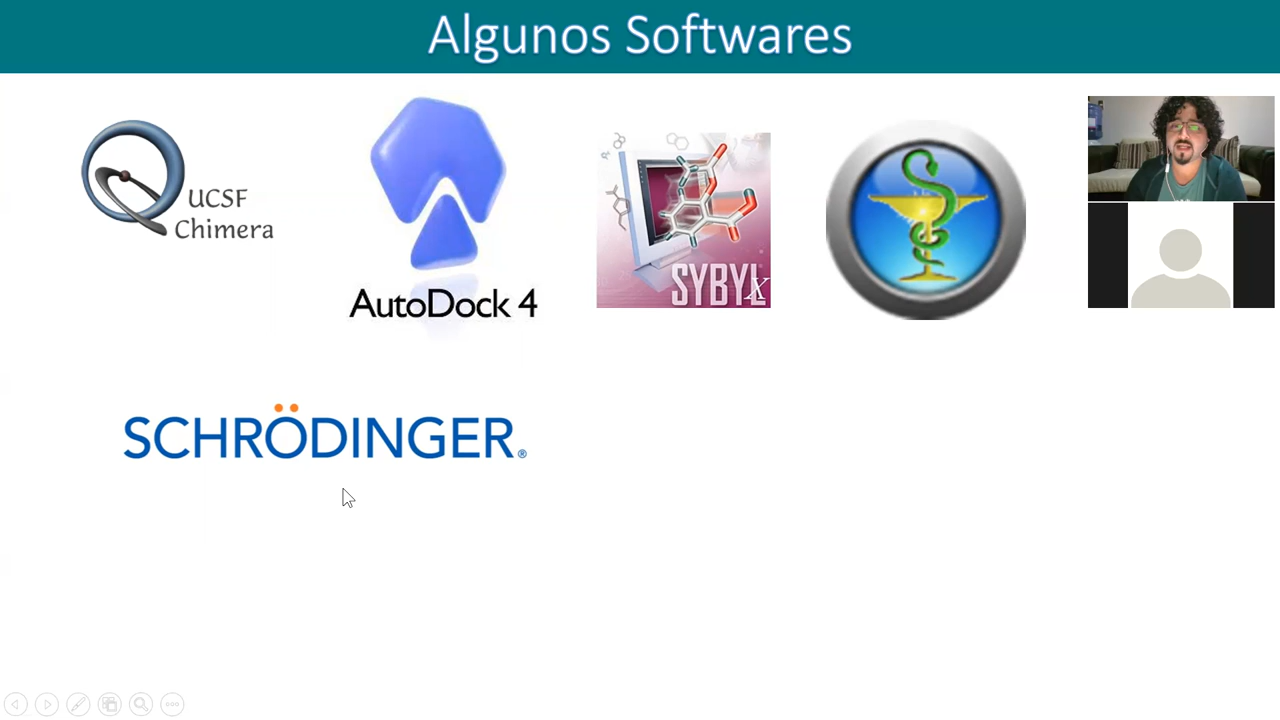 Algunos Softwares
UCSF
Chimera
AutoDock 4
SYBYL
X
SCHRÖDINGER®